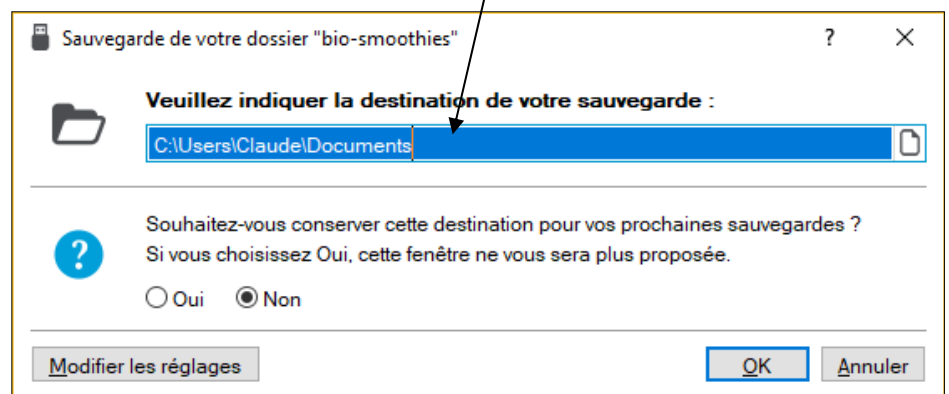 Sauvegarde de votre dossier "bio-smoothies"
?
Veuillez indiquer la destination de votre sauvegarde :
C:\Users\Claude\Documents
?
Souhaitez-vous conserver cette destination pour vos prochaines sauvegardes ?
Si vous choisissez Oui, cette fenêtre ne vous sera plus proposée.
Oui Non
Modifier les réglages OK Annuler